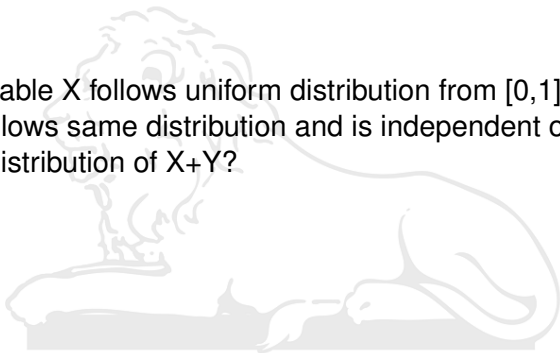 able X follows uniform distribution from [0,1]
lows same distribution and is independent o
istribution of X+Y?